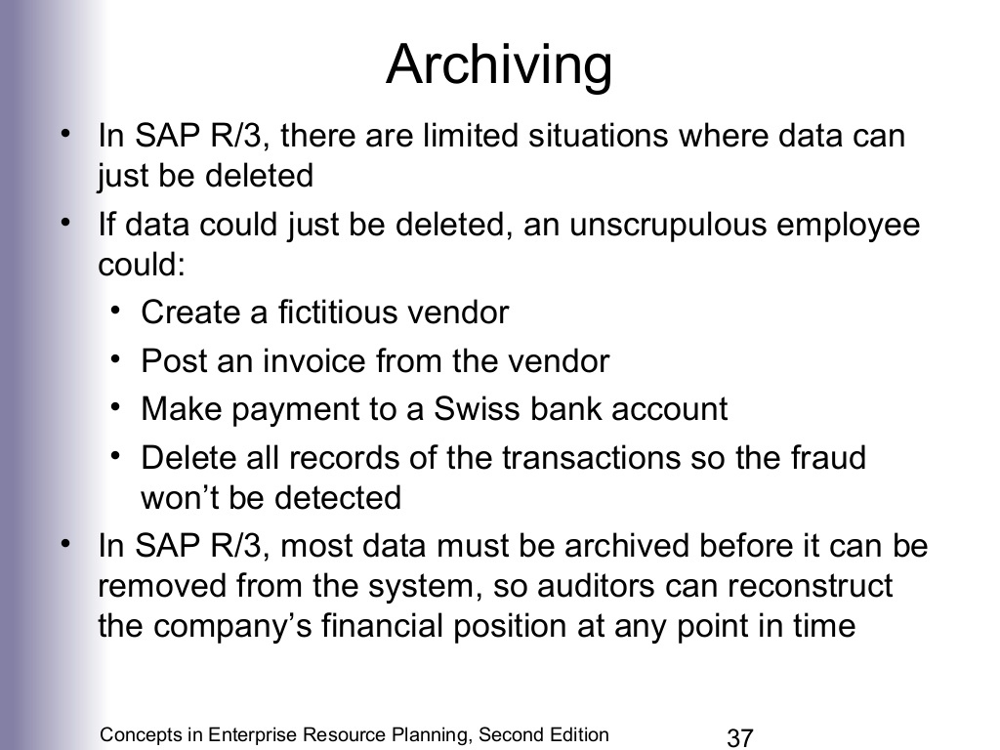 Archiving
• In SAP R/3, there are limited situations where data can
just be deleted
• If data could just be deleted, an unscrupulous employee
could:
• Create a fictitious vendor
• Post an invoice from the vendor
• Make payment to a Swiss bank account
• Delete all records of the transactions so the fraud
won’t be detected
• In SAP R/3, most data must be archived before it can be
removed from the system, so auditors can reconstruct
the company’s financial position at any point in time
Concepts in Enterprise Resource Planning, Second Edition 37